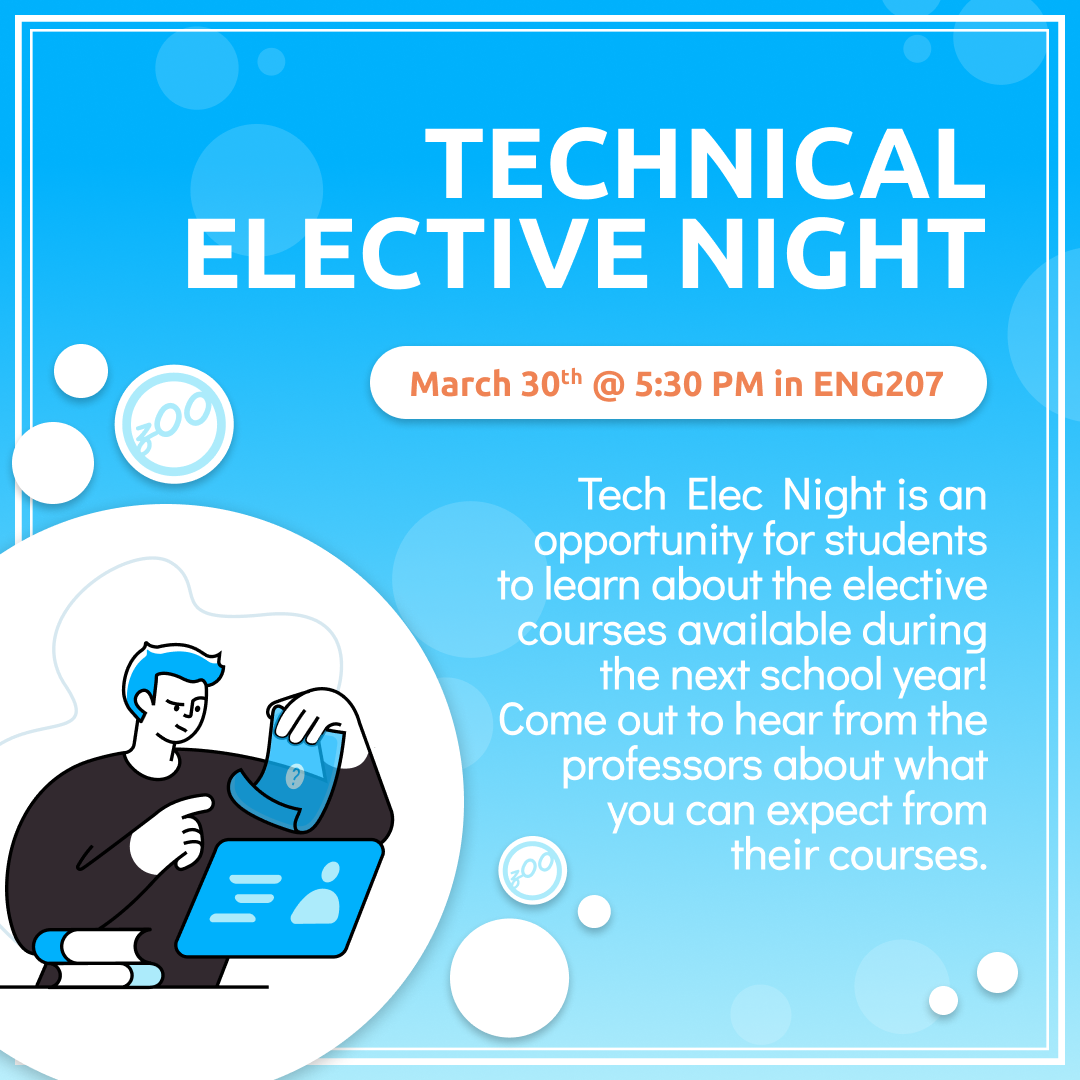 TECHNICAL
ELECTIVE NIGHT
March 30th @ 5:30 PM in ENG207
Tech Elec Night is an
opportunity for students
to learn about the elective
courses available during
the next school year!
Come out to hear from the
professors about what
you can expect from
their courses.
?